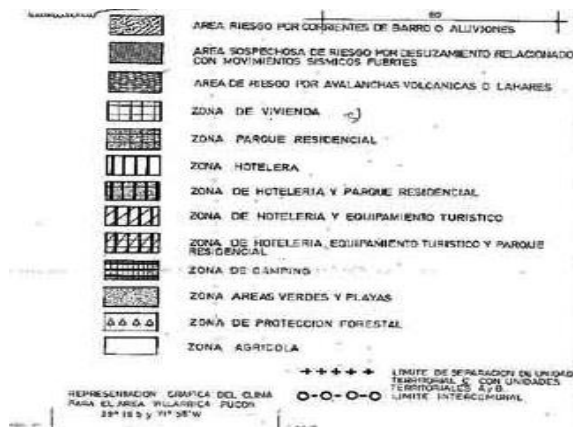 80
AREA RIESGO POR CORRIENTES DE BARRO O ALUVIONES
AREA SOSPECHOSA DE RIESGO POR DESLIZAMIENTO RELACIONADO
CON MOVIMIENTOS SISMICOS FUERTES
AREA DE RIESGO POR AVALANCHAS VOLCANICAS O LAHARES
ZONA DE VIVIENDA
ZONA PARQUE RESIDENCIAL
ZONA HOTELERA
ZONA DE HOTELERIA Y PARQUE RESIDENCIAL
ZONA DE HOTELERIA Y EQUIPAMIENTO TURISTICO
ZONA DE HOTELERIA, EQUIPAMIENTO TURISTICO Y PARQUE
RESIDENCIAL
ZONA DE CAMPING
ZONA AREAS VERDES Y PLAYAS
ZONA DE PROTECCION FORESTAL
ZONA AGRICOLA
LIMITE DE SEPARACION DE UNIDAD
TERRITORIAL C CON UNIDADES
TERRITORIALES A y B
LIMITE INTERCOMUNAL
REPRESENTACION GRAFICA DEL CLIMA
PARA EL AREA VILLARRICA PUCON